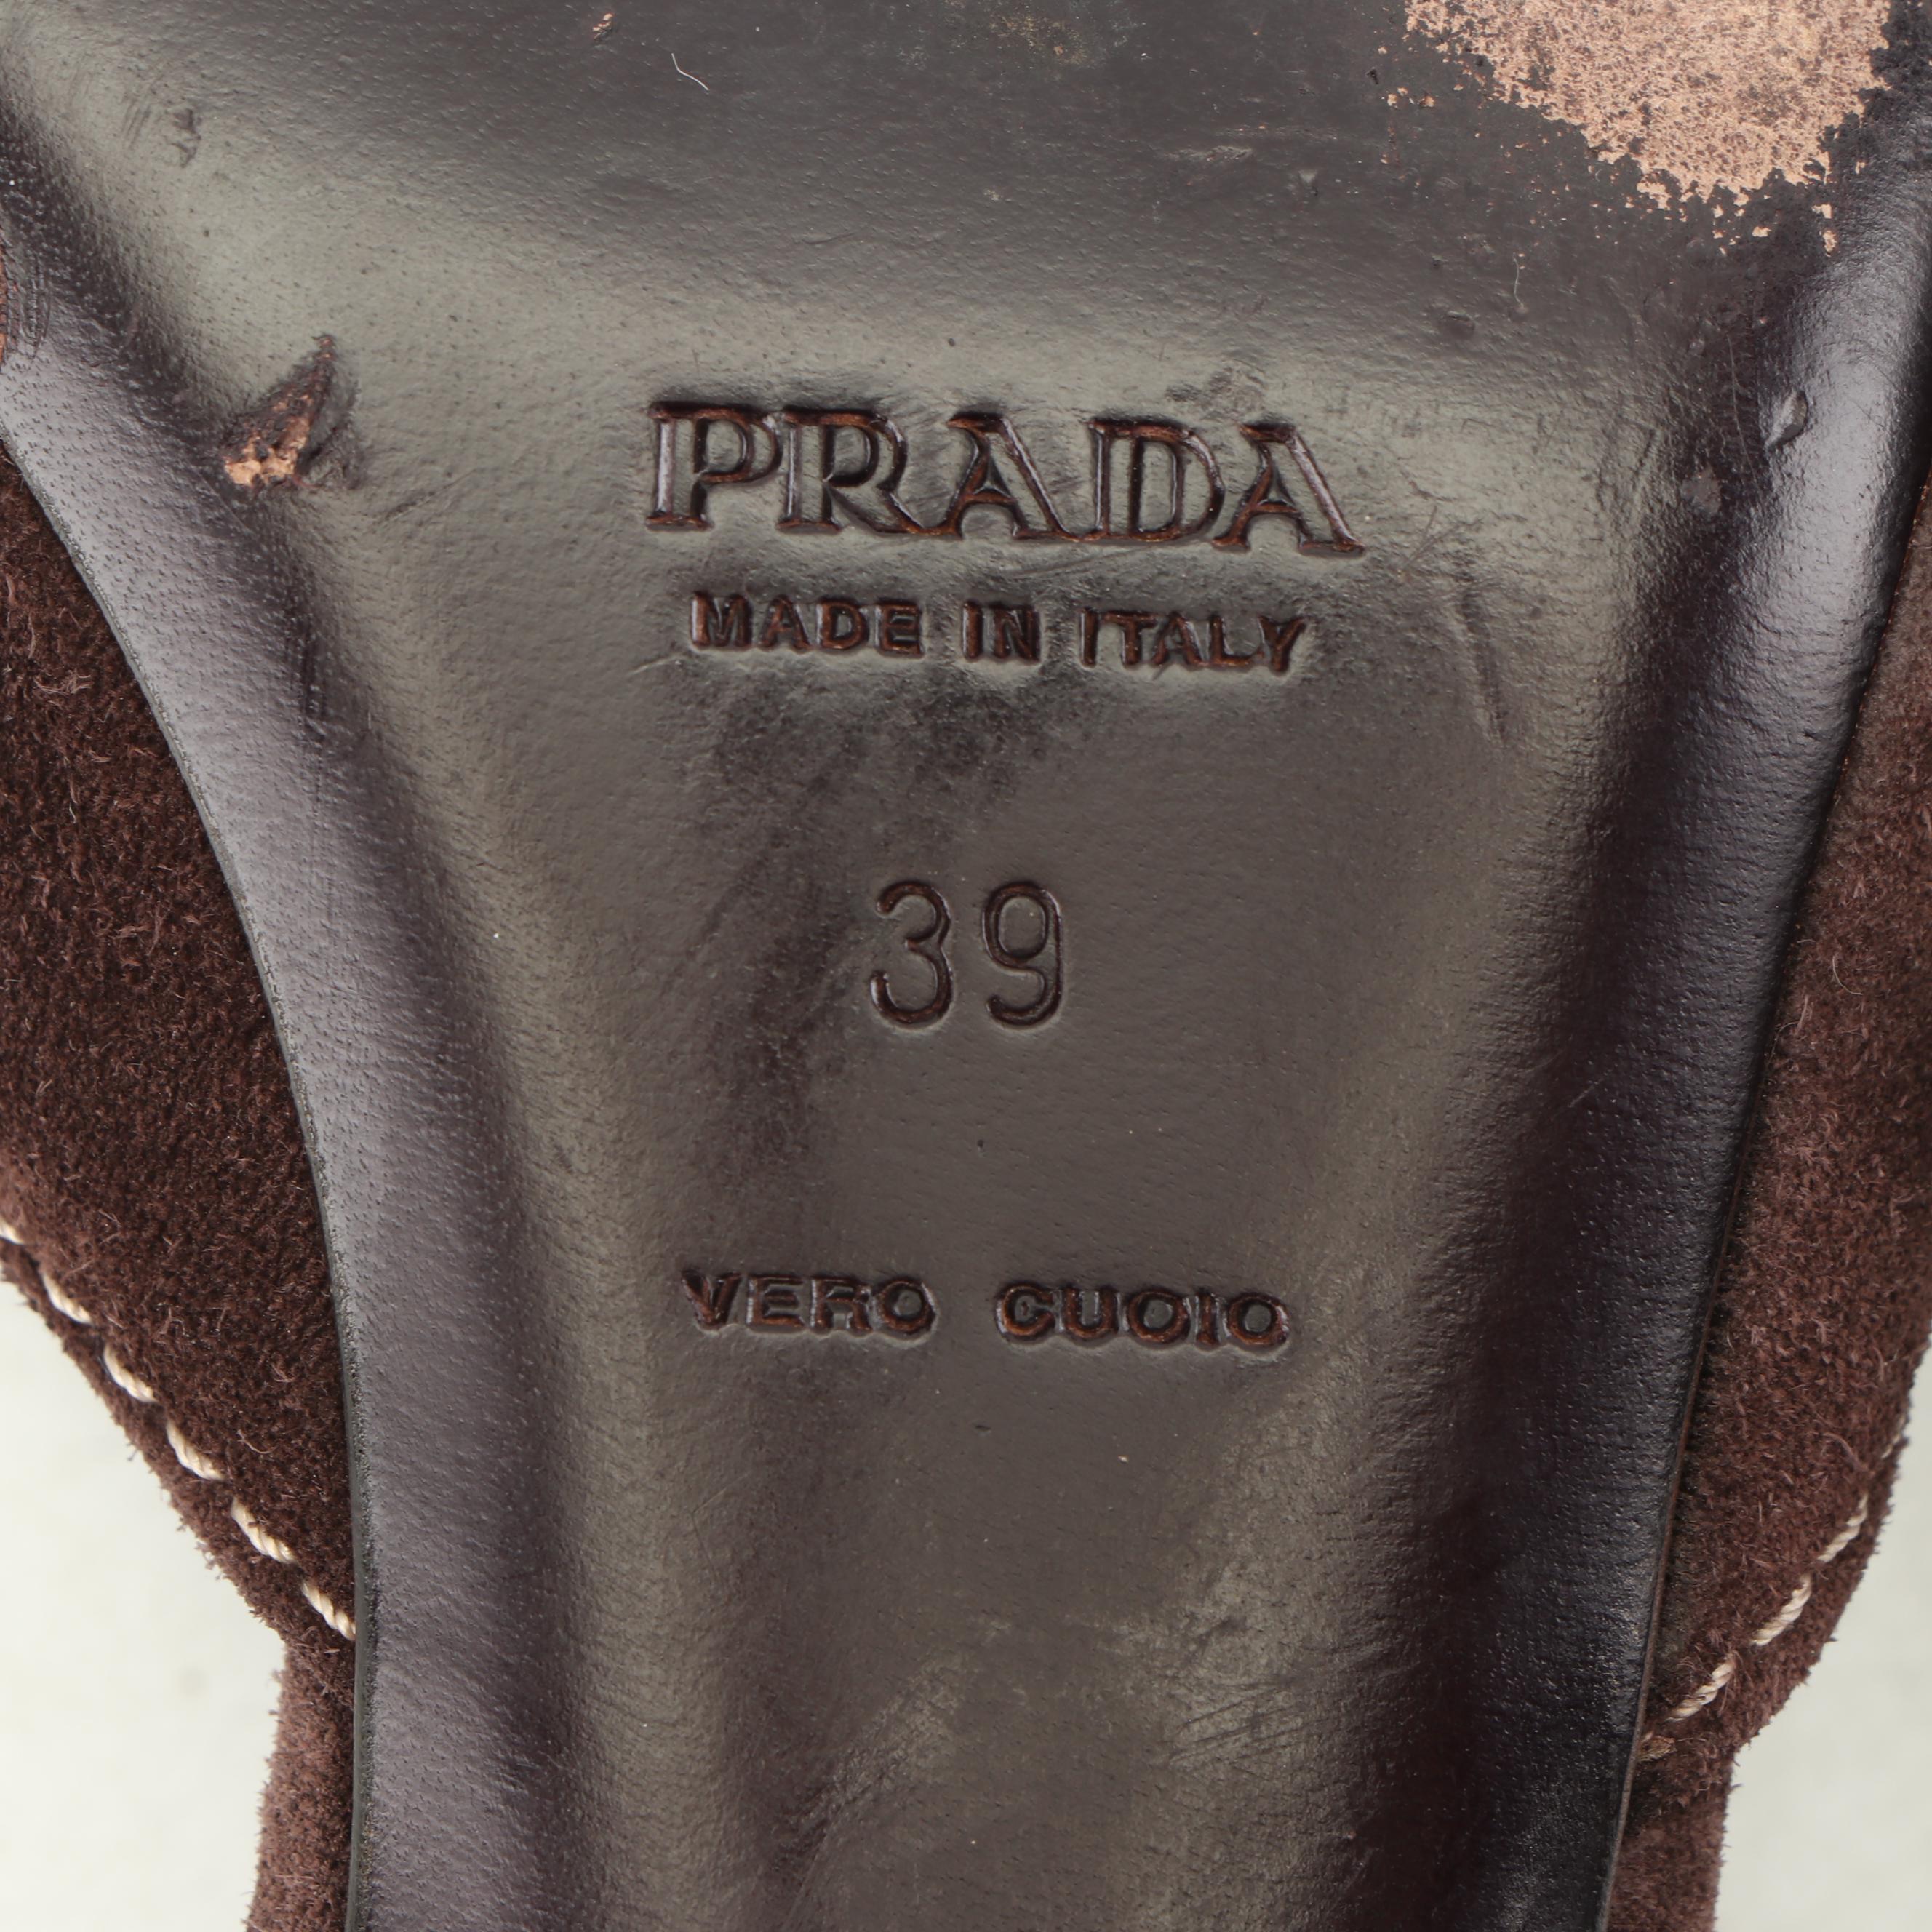 PRADA
MADE IN ITALY
39
VERO CUOIO